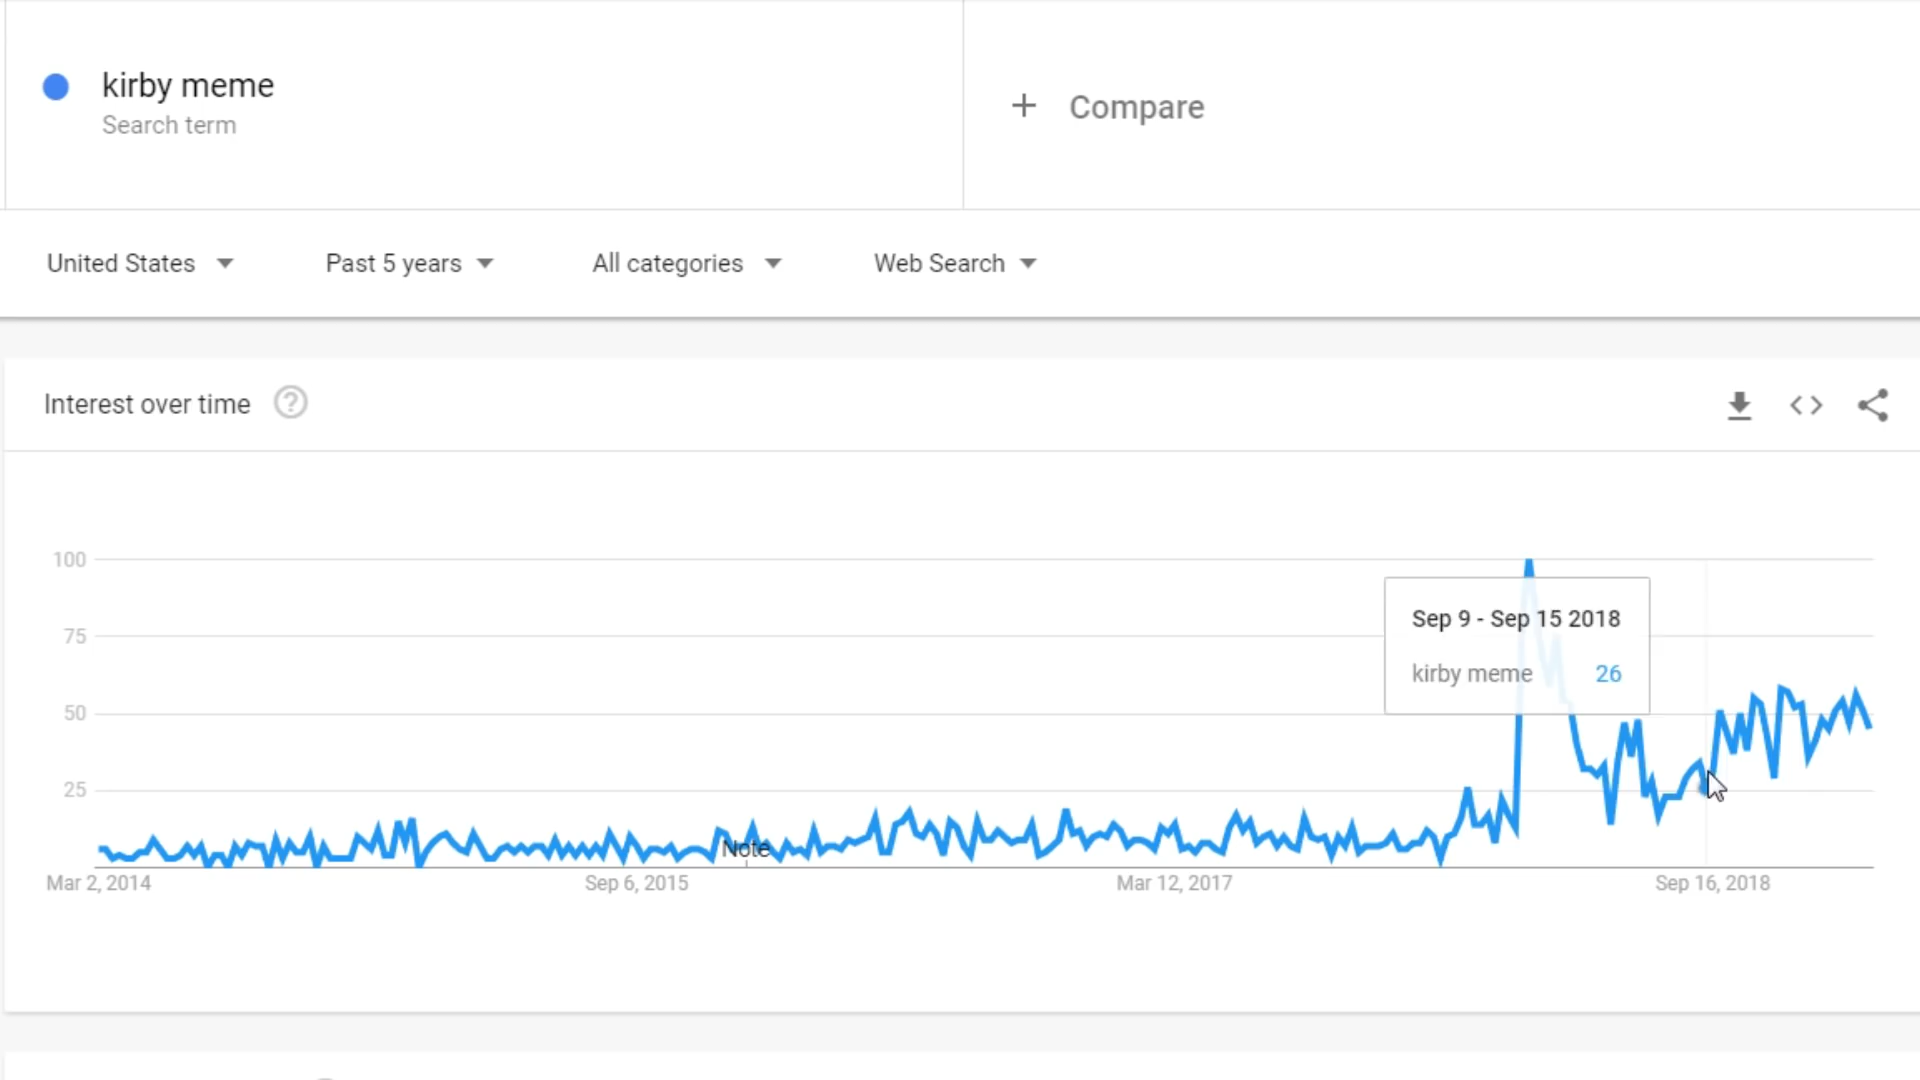 kirby meme
Search term
+ Compare
United States
Past 5 years
All categories
Web Search
Interest over time ?
100
75
50
25
Sep 9 - Sep 15 2018
kirby meme 26
Note
Mar 2, 2014
Sep 6, 2015
Mar 12, 2017
Sep 16, 2018